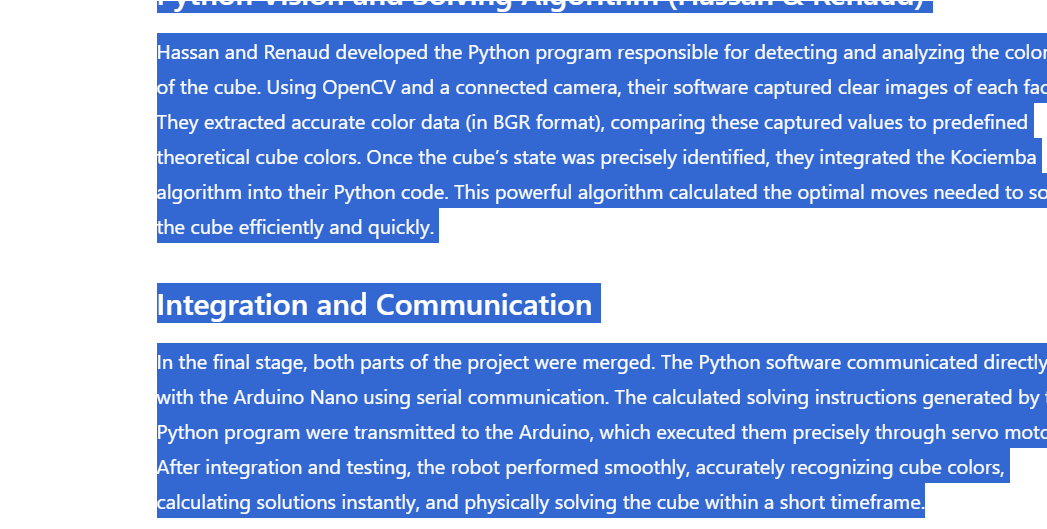 Python Vision and Solving Algorithm (Hassan & Renaud)
Hassan and Renaud developed the Python program responsible for detecting and analyzing the color
of the cube. Using OpenCV and a connected camera, their software captured clear images of each
They extracted accurate color data (in BGR format), comparing these captured values to predefined
theoretical cube colors. Once the cube’s state was precisely identified, they integrated the Kociemba
algorithm into their Python code. This powerful algorithm calculated the optimal moves needed to
the cube efficiently and quickly.
Integration and Communication
In the final stage, both parts of the project were merged. The Python software communicated directly
with the Arduino Nano using serial communication. The calculated solving instructions generated by
Python program were transmitted to the Arduino, which executed them precisely through servo
After integration and testing, the robot performed smoothly, accurately recognizing cube colors,
calculating solutions instantly, and physically solving the cube within a short timeframe.